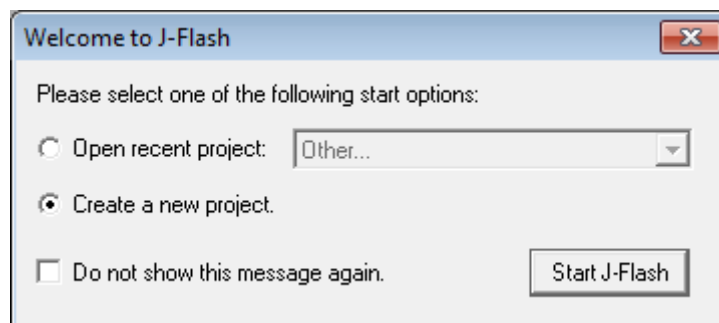 Welcome to J-Flash
Please select one of the following start options:
Open recent project: Other...
Create a new project.
Do not show this message again. Start J-Flash